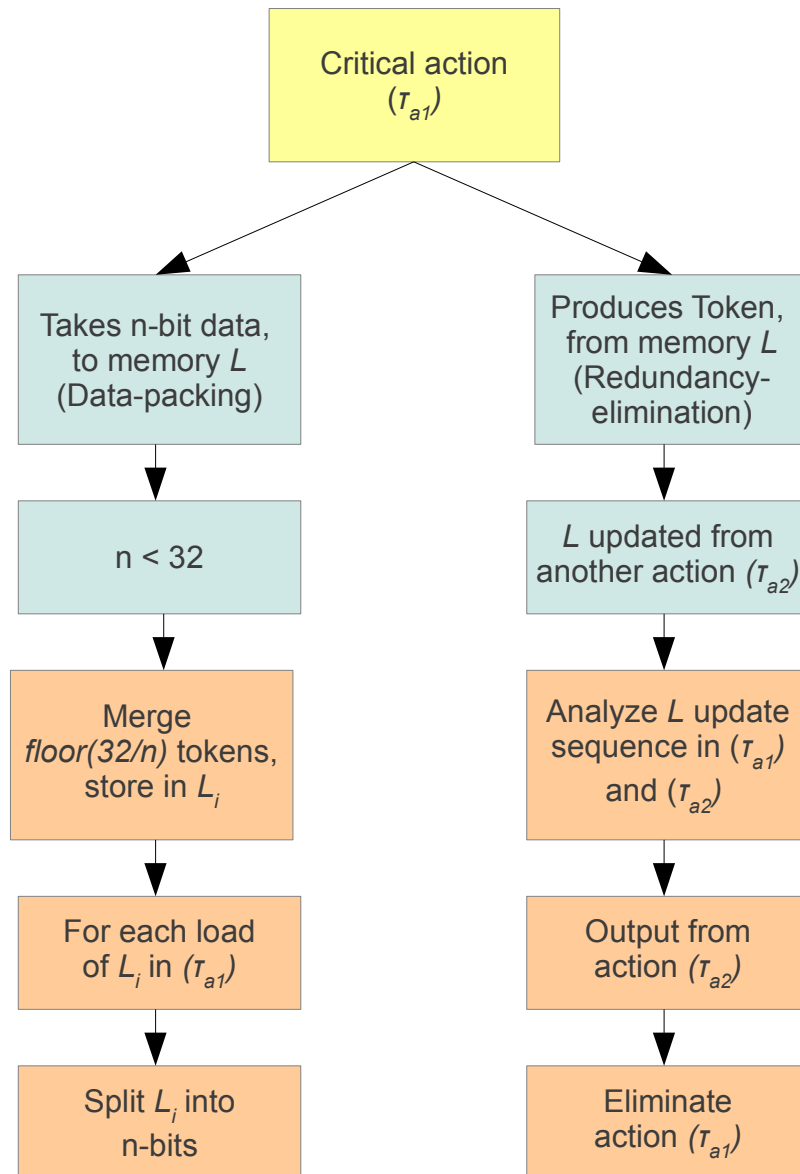 Critical action
(τa1)
Takes n-bit data,
to memory L
(Data-packing)
n < 32
Merge
floor(32/n) tokens,
store in Li
For each load
of Li in (τa1)
Split Li into
n-bits
Produces Token,
from memory L
(Redundancy-
elimination)
L updated from
another action (τa2)
Analyze L update
sequence in (τa1)
and (τa2)
Output from
action (τa2)
Eliminate
action (τa1)